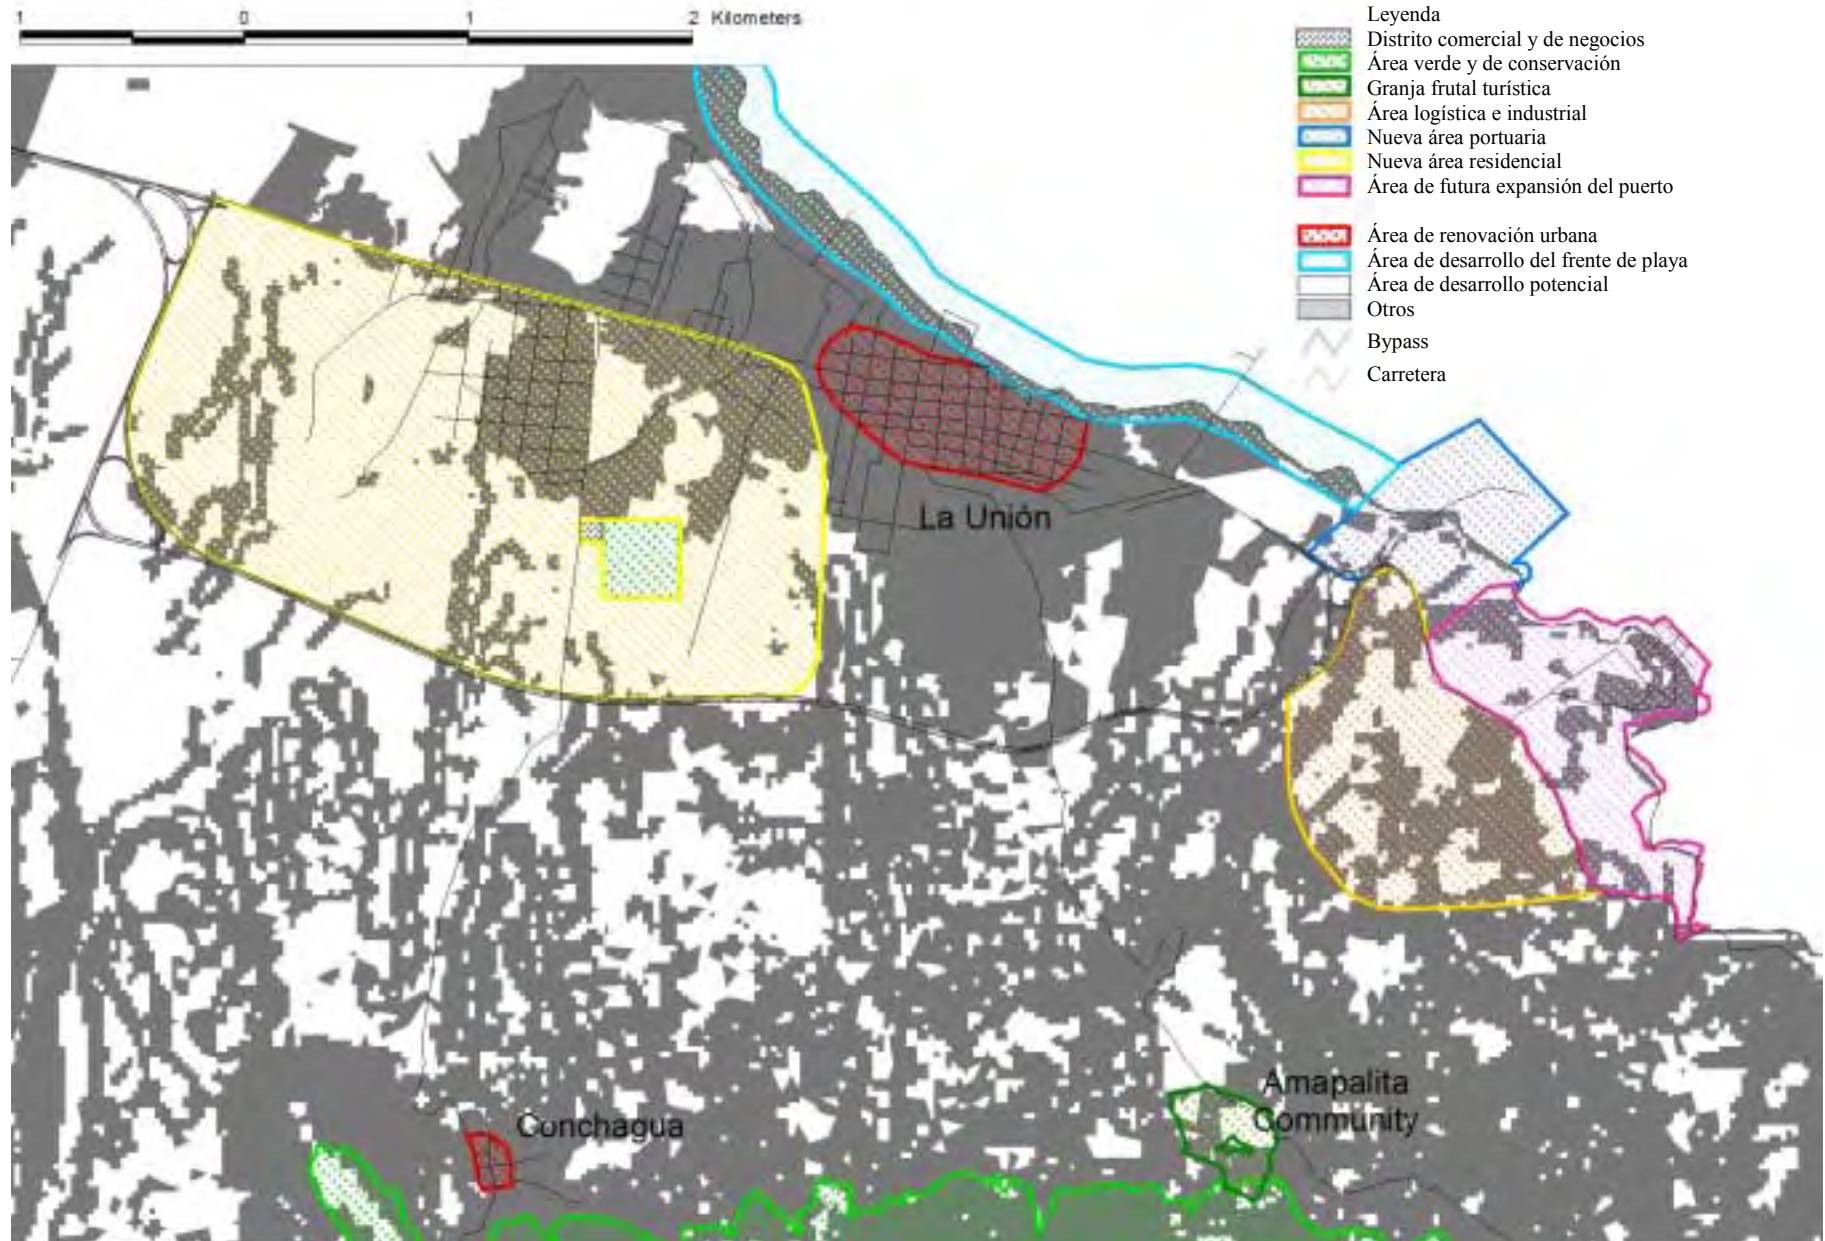 1 0 1 2 Kilometers
Leyenda
Distrito comercial y de negocios
Área verde y de conservación
Granja frutal turística
Área logística e industrial
Nueva área portuaria
Nueva área residencial
Área de futura expansión del puerto
Área de renovación urbana
Área de desarrollo del frente de playa
Área de desarrollo potencial
Otros
Bypass
Carretera
La Unión
Amapalita
Community
Conchagua